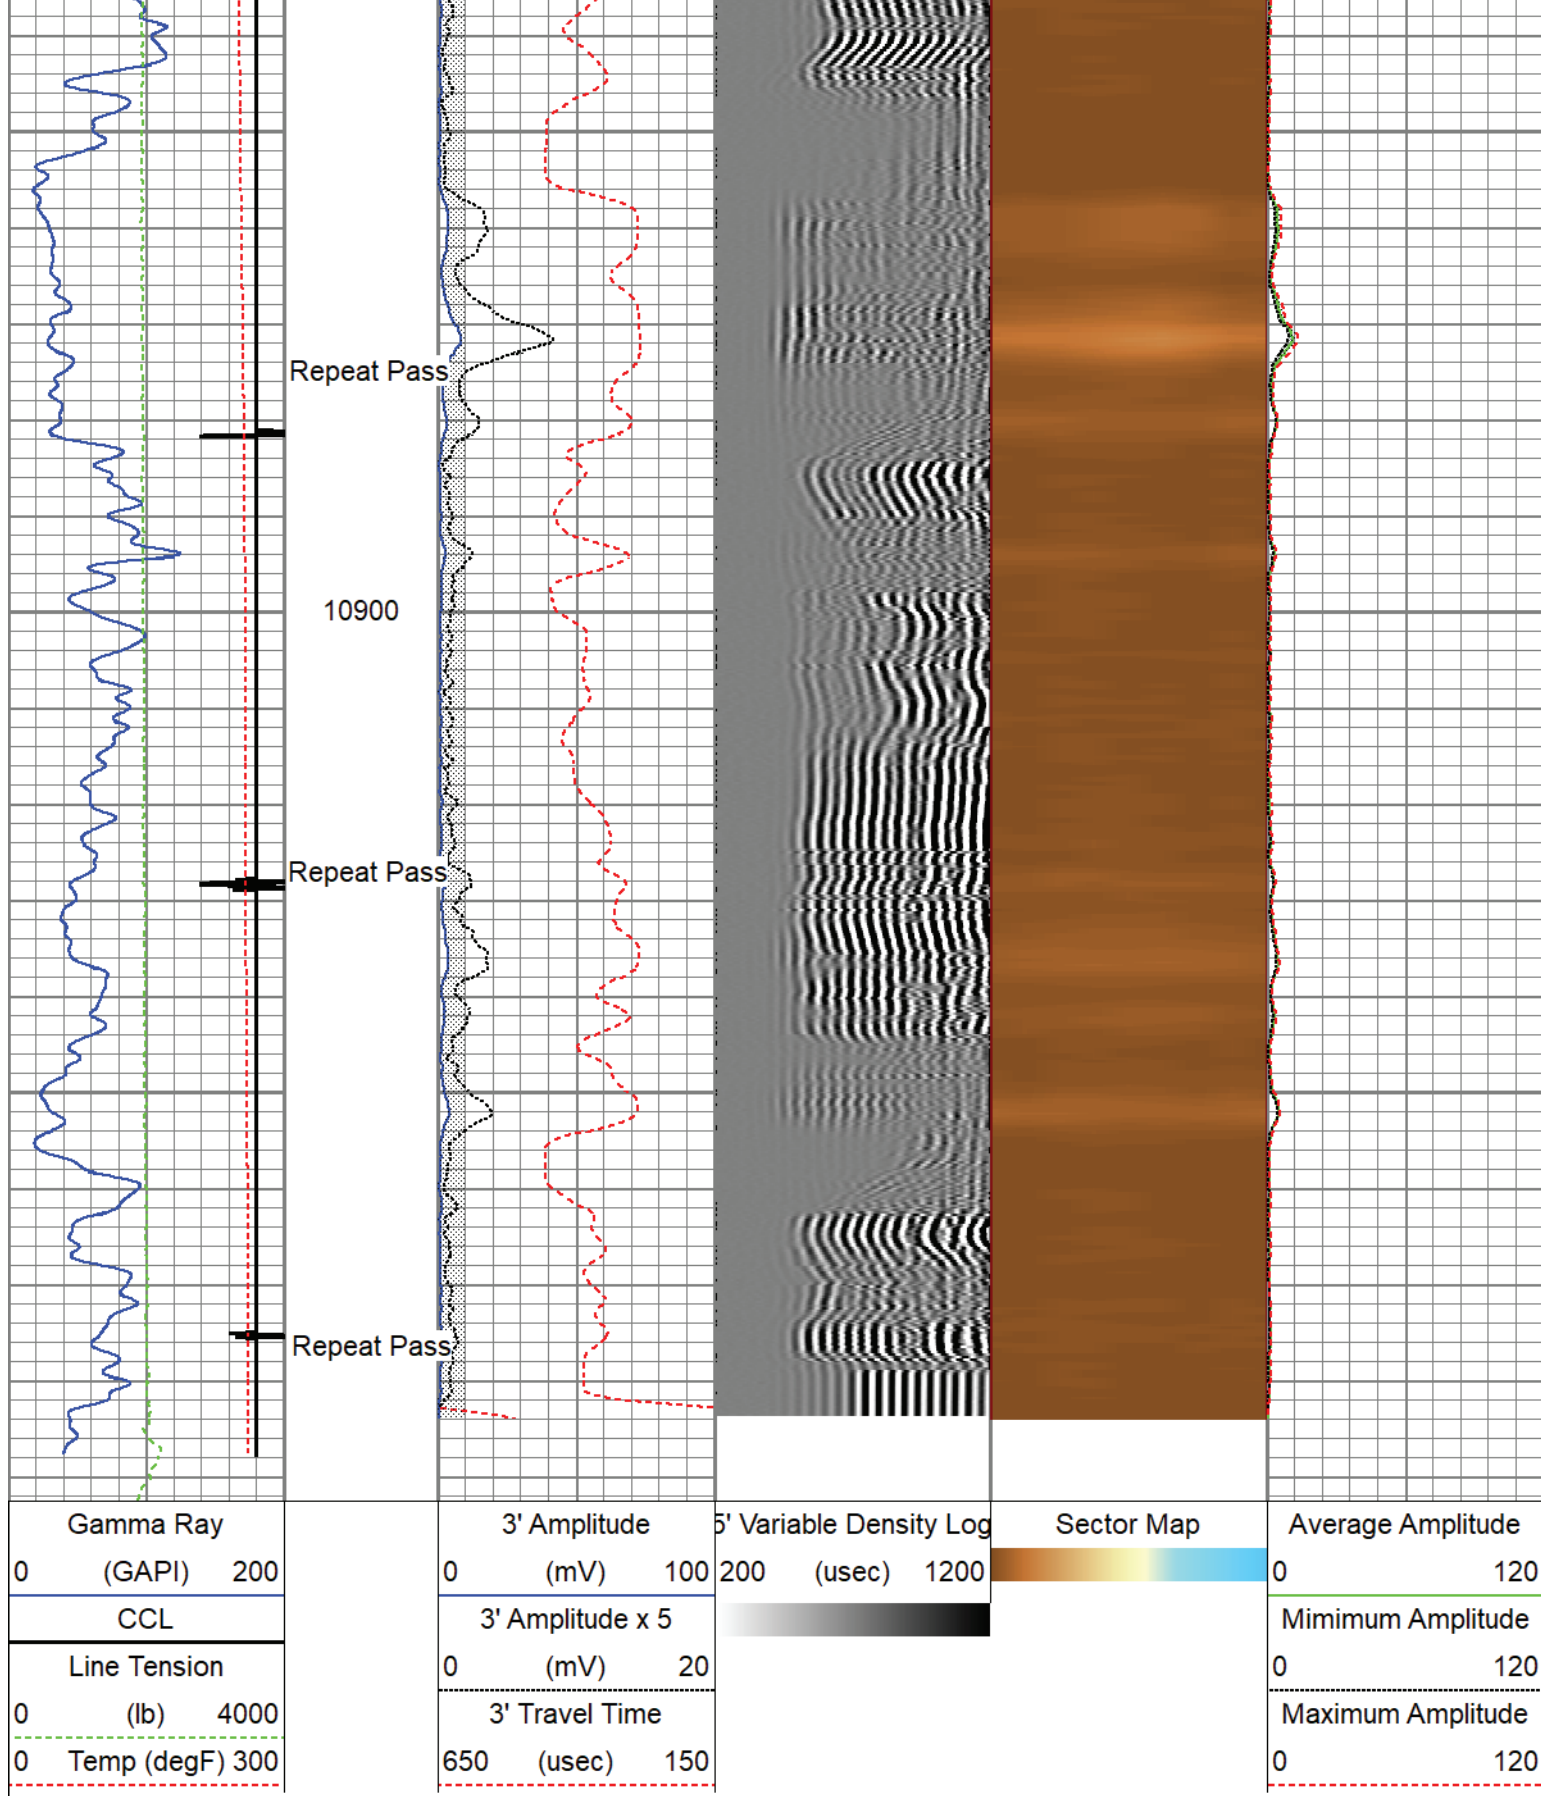 Repeat Pass
10900
Repeat Pass
Repeat Pass
Gamma Ray
0 (GAPI) 200
CCL
Line Tension
0 (lb) 4000
0 Temp (degF) 300
3' Amplitude
0 (mV) 100
3' Amplitude x 5
0 (mV) 20
3' Travel Time
650 (usec) 150
5' Variable Density Log
200 (usec) 1200
Sector Map
Average Amplitude
0 120
Mimimum Amplitude
0 120
Maximum Amplitude
0 120